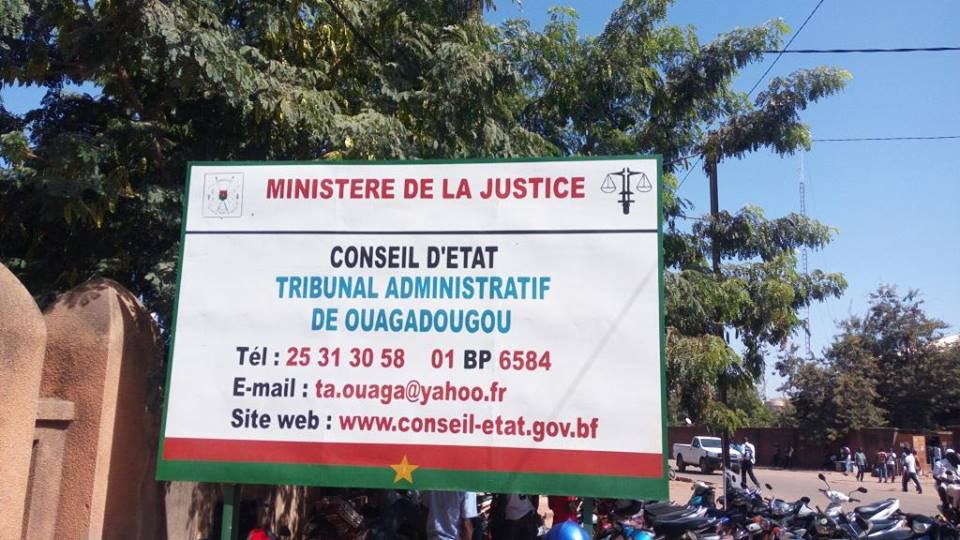 MINISTERE DE LA JUSTICE
CONSEIL D'ETAT
TRIBUNAL ADMINISTRATIF
DE OUAGADOUGOU
Tél : 25 31 30 58 01 BP 6584
E-mail : ta.ouaga@yahoo.fr
Site web : www.conseil-etat.gov.bf